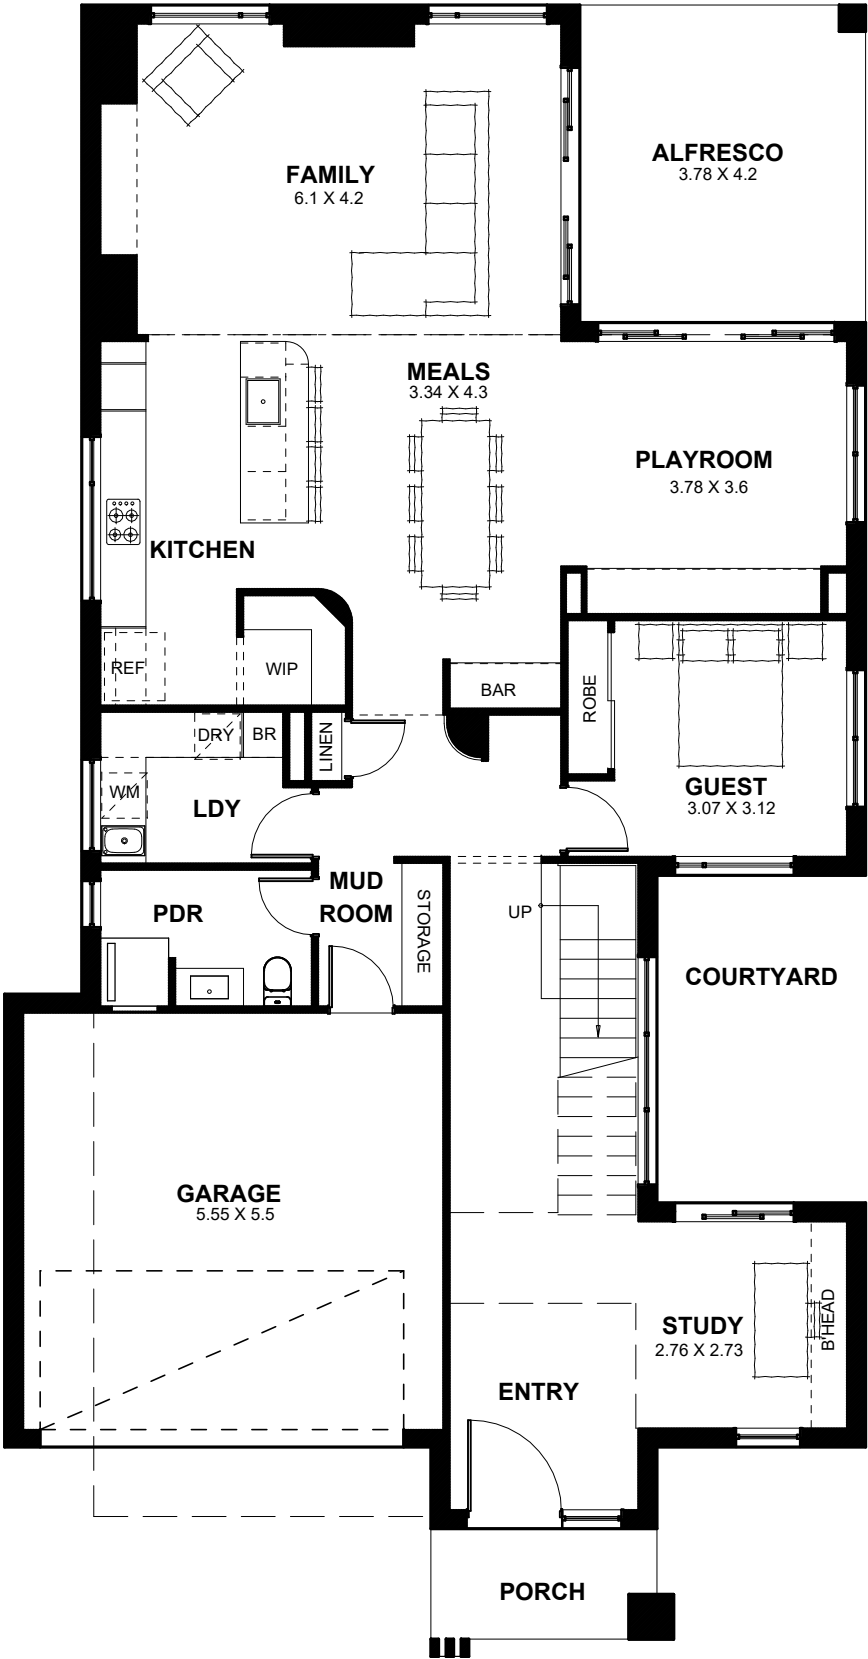 FAMILY
6.1 X 4.2
ALFRESCO
3.78 X 4.2
MEALS
3.34 X 4.3
PLAYROOM
3.78 X 3.6
KITCHEN
REF
WIP
BAR
ROBE
GUEST
3.07 X 3.12
DRY
BR
LINEN
WM
LDY
MUD
ROOM
PDR
STORAGE
UP
COURTYARD
GARAGE
5.55 X 5.5
STUDY
2.76 X 2.73
B'HEAD
ENTRY
PORCH